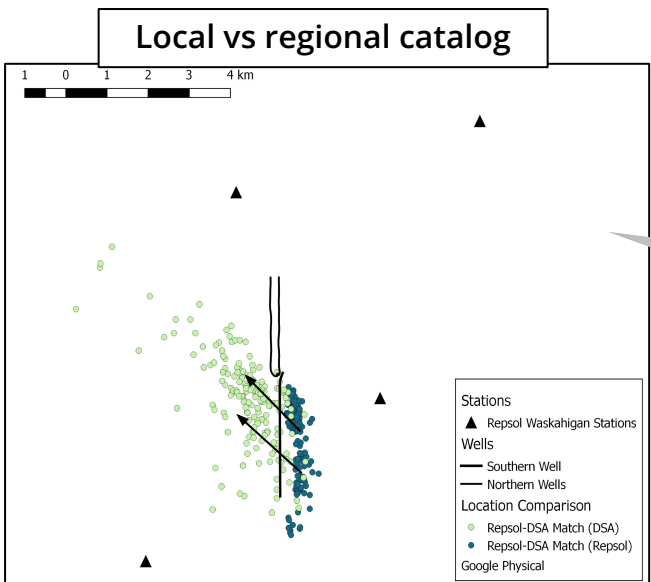 Local vs regional catalog
1 0 1 2 3 4 km
Stations
Repsol Waskahigan Stations
Wells
Southern Well
Northern Wells
Location Comparison
Repsol-DSA Match (DSA)
Repsol-DSA Match (Repsol)
Google Physical